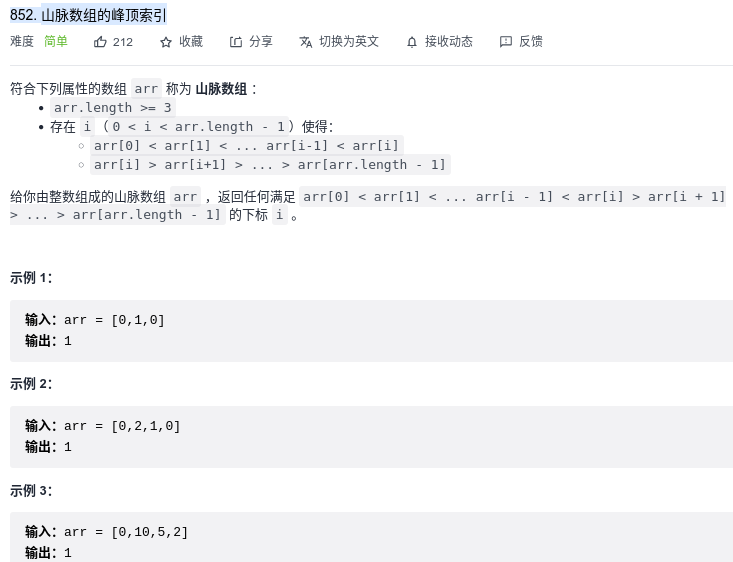 852. 山脉数组的峰顶索引
难度 简单 212 收藏 分享 切换为英文 接收动态 反馈
符合下列属性的数组 arr 称为 山脉数组 ：
arr.length >= 3
存在 i（0 < i < arr.length - 1）使得：
arr[0] < arr[1] < ... arr[i-1] < arr[i]
arr[i] > arr[i+1] > ... > arr[arr.length - 1]
给你由整数组成的山脉数组 arr ，返回任何满足 arr[0] < arr[1] < ... arr[i - 1] < arr[i] > arr[i + 1]
> ... > arr[arr.length - 1] 的下标 i 。
示例 1：
输入：arr = [0,1,0]
输出：1
示例 2：
输入：arr = [0,2,1,0]
输出：1
示例 3：
输入：arr = [0,10,5,2]
输出：1